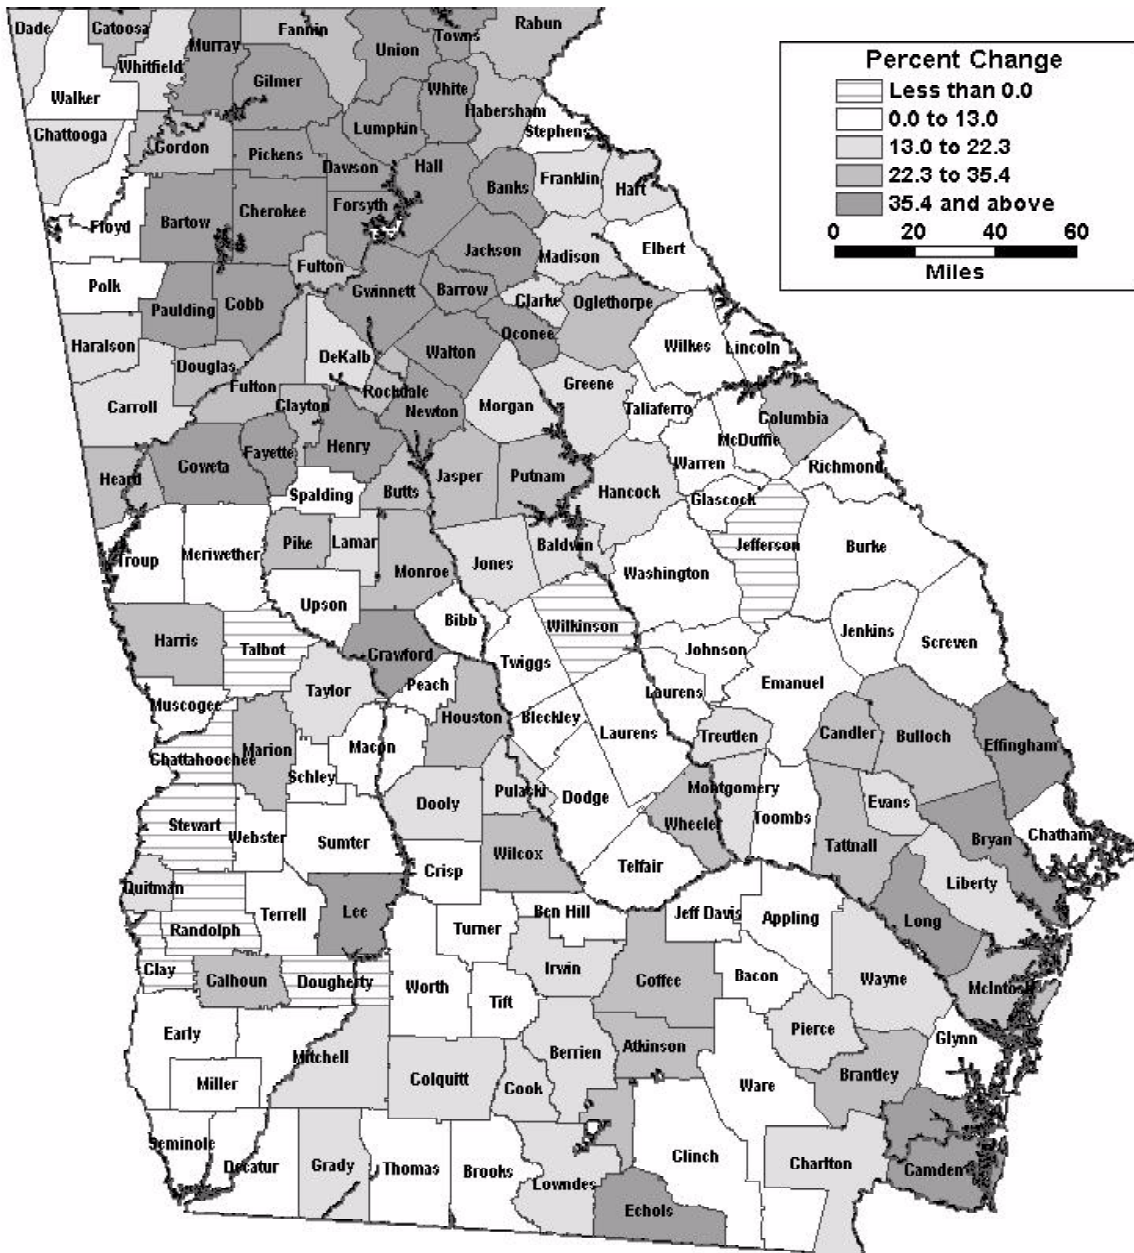 Dade
Catoosa
Fannin
Towns
Rabun
Murray
Union
Whitfield
Gilmer
White
Walker
Habersham
Chattooga
Lumpkin
Stephens
Gordon
Pickens
Dawson
Hall
Banks
Franklin
Hart
Floyd
Bartow
Cherokee
Forsyth
Jackson
Madison
Elbert
Polk
Fulton
Paulding
Cobb
Gwinnett
Barrow
Clarke
Oglethorpe
Oconee
Haralson
DeKalb
Walton
Wilkes
Lincoln
Douglas
Fulton
Rockdale
Greene
Carroll
Clayton
Newton
Morgan
Taliaferro
Columbia
McDuffie
Coweta
Fayette
Henry
Warren
Richmond
Heard
Spalding
Butts
Jasper
Putnam
Hancock
Glascock
Troup
Meriwether
Pike
Lamar
Monroe
Jones
Baldwin
Washington
Jefferson
Burke
Upson
Bibb
Wilkinson
Harris
Talbot
Crawford
Twiggs
Johnson
Jenkins
Screven
Taylor
Peach
Laurens
Emanuel
Muscogee
Houston
Bleckley
Laurens
Treutlen
Candler
Bulloch
Effingham
Chattahoochee
Marion
Macon
Schley
Dooly
Pulaski
Dodge
Montgomery
Evans
Stewart
Webster
Sumter
Wheeler
Toombs
Tattnall
Bryan
Chatham
Quitman
Crisp
Wilcox
Telfair
Liberty
Randolph
Terrell
Lee
Turner
Ben Hill
Jeff Davis
Appling
Long
Clay
Calhoun
Dougherty
Worth
Tift
Irwin
Coffee
Bacon
Wayne
McIntosh
Early
Mitchell
Berrien
Atkinson
Pierce
Glynn
Miller
Colquitt
Cook
Ware
Brantley
Seminole
Decatur
Grady
Thomas
Brooks
Lowndes
Clinch
Charlton
Camden
Echols
Percent Change
Less than 0.0
0.0 to 13.0
13.0 to 22.3
22.3 to 35.4
35.4 and above
0 20 40 60
Miles